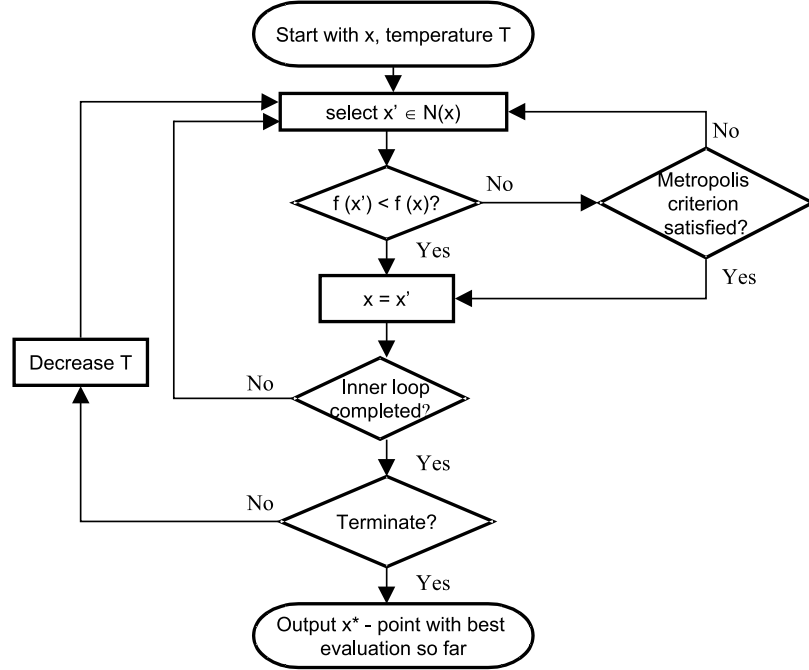 Start with x, temperature T
select x' ∈ N(x)
No
f (x') < f (x)?
No
Metropolis
criterion
satisfied?
Yes
Yes
x = x'
Decrease T
No
Inner loop
completed?
Yes
No
Terminate?
Yes
Output x* - point with best
evaluation so far